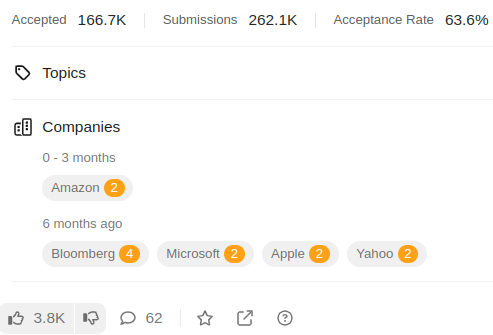 Accepted 166.7K Submissions 262.1K Acceptance Rate 63.6%
Topics
Companies
0 - 3 months
Amazon 2
6 months ago
Bloomberg 4 Microsoft 2 Apple 2 Yahoo 2
3.8K 62